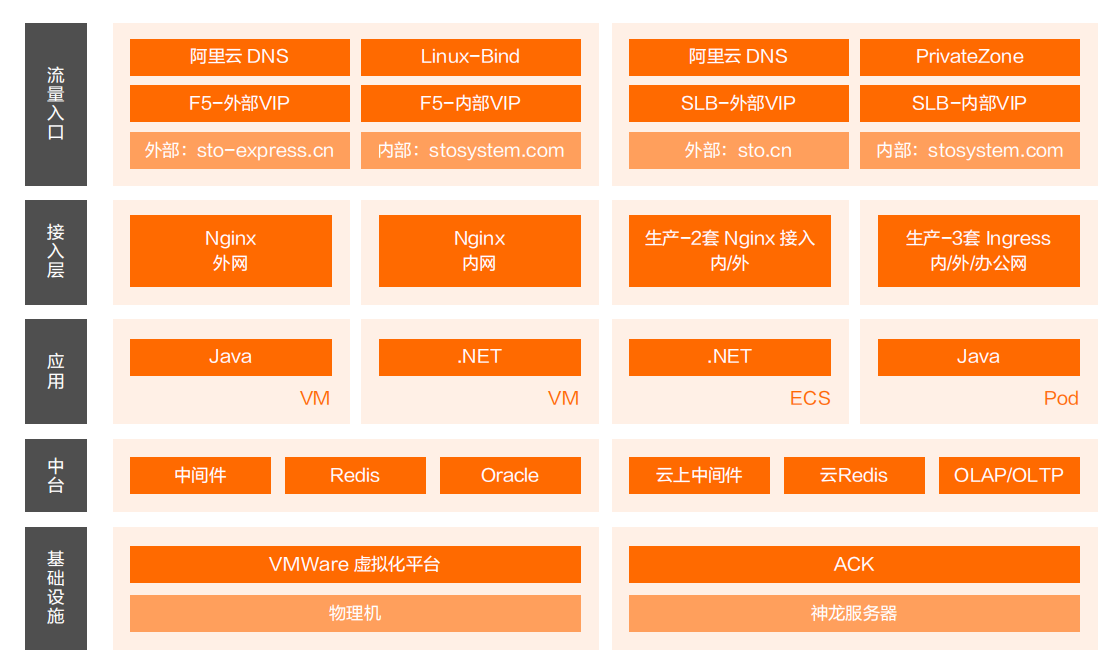 流量入口
阿里云 DNS
Linux-Bind
F5-外部VIP
F5-内部VIP
外部：sto-express.cn
内部：stosystem.com
阿里云 DNS
PrivateZone
SLB-外部VIP
SLB-内部VIP
外部：sto.cn
内部：stosystem.com
接入层
Nginx
外网
Nginx
内网
生产-2套 Nginx 接入
内/外
生产-3套 Ingress
内/外/办公网
应用
Java
VM
.NET
VM
.NET
ECS
Java
Pod
中台
中间件
Redis
Oracle
云上中间件
云Redis
OLAP/OLTP
基础设施
VMWare 虚拟化平台
物理机
ACK
神龙服务器